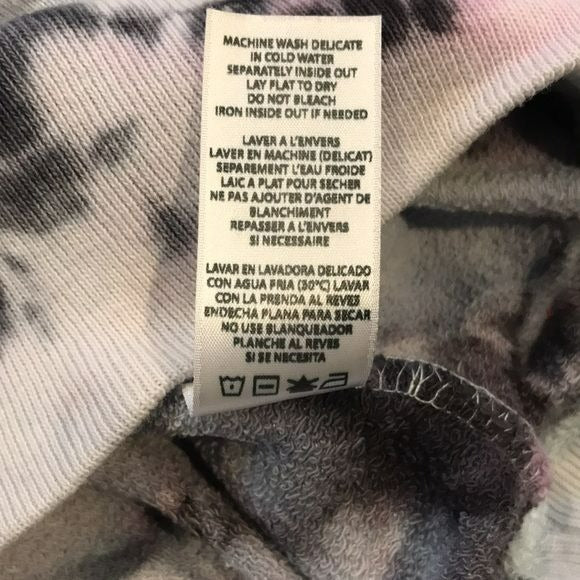 MACHINE WASH DELICATE
IN COLD WATER
SEPARATELY INSIDE OUT
LAY FLAT TO DRY
DO NOT BLEACH
IRON INSIDE OUT IF NEEDED
LAVER A L'ENVERS
LAVER EN MACHINE (DELICAT)
SEPAREMENT L'EAU FROIDE
LAIC A PLAT POUR SECHER
NE PAS AJOUTER D'AGENT DE
BLANCHIMENT
REPASSER A L'ENVERS
SI NECESSAIRE
LAVAR EN LAVADORA DELICADO
CON AGUA FRIA (30°C) LAVAR
CON LA PRENDA AL REVES
ENDECHA PLANA PARA SECAR
NO USE BLANQUEADOR
PLANCHE AL REVES
SI SE NECESITA